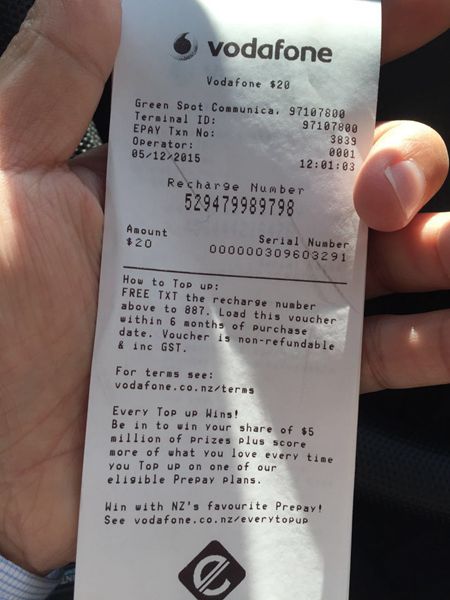 vodafone
Vodafone $20
Green Spot Communica, 97107800
Terminal ID: 97107800
EPAY Txn No: 3839
Operator: 0001
05/12/2015 12:01:03
Recharge Number
529479989798
Amount Serial Number
$20 000000309603291
How to Top up:
FREE TXT the recharge number
above to 887. Load this voucher
within 6 months of purchase
date. Voucher is non-refundable
& inc GST.
For terms see:
vodafone.co.nz/terms
Every Top up Wins!
Be in to win your share of $5
million of prizes plus score
more of what you love every time
you Top up on one of our
eligible Prepay plans.
Win with NZ's favourite Prepay!
See vodafone.co.nz/everytopup